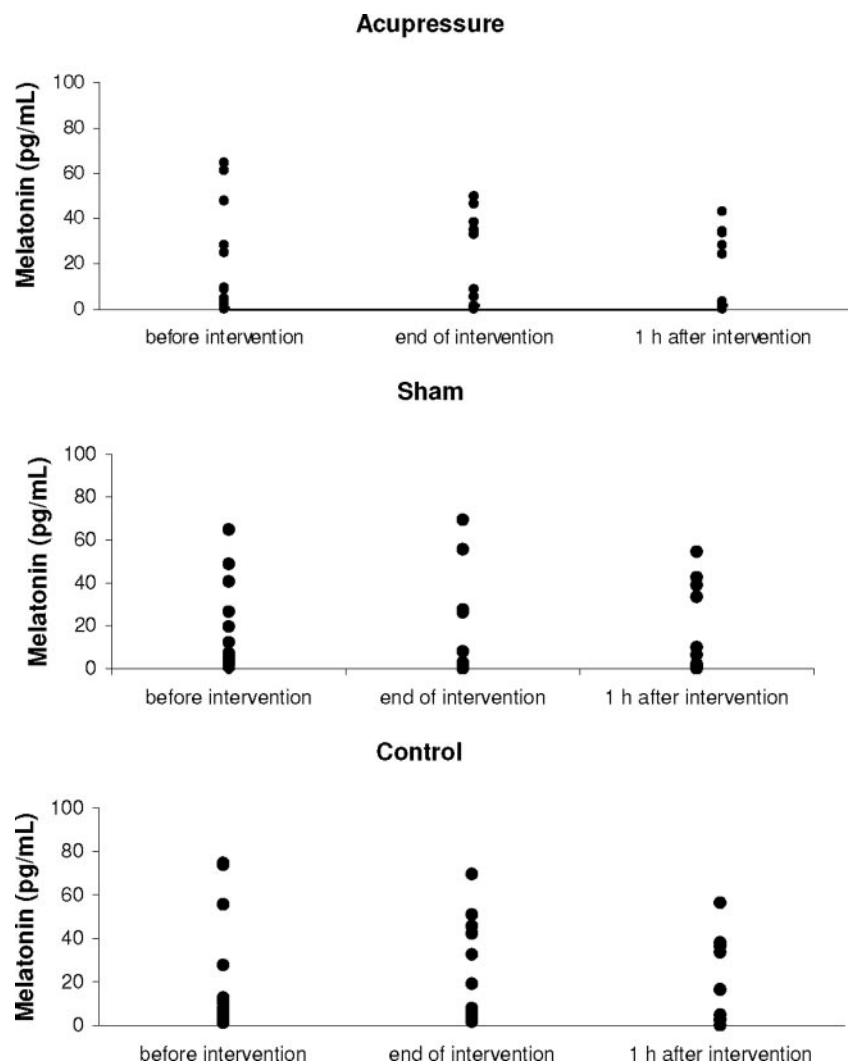 Acupressure
Melatonin (pg/mL)
100
80
60
40
20
0
before intervention end of intervention 1 h after intervention
Sham
Melatonin (pg/mL)
100
80
60
40
20
0
before intervention end of intervention 1 h after intervention
Control
Melatonin (pg/mL)
100
80
60
40
20
0
before intervention end of intervention 1 h after intervention